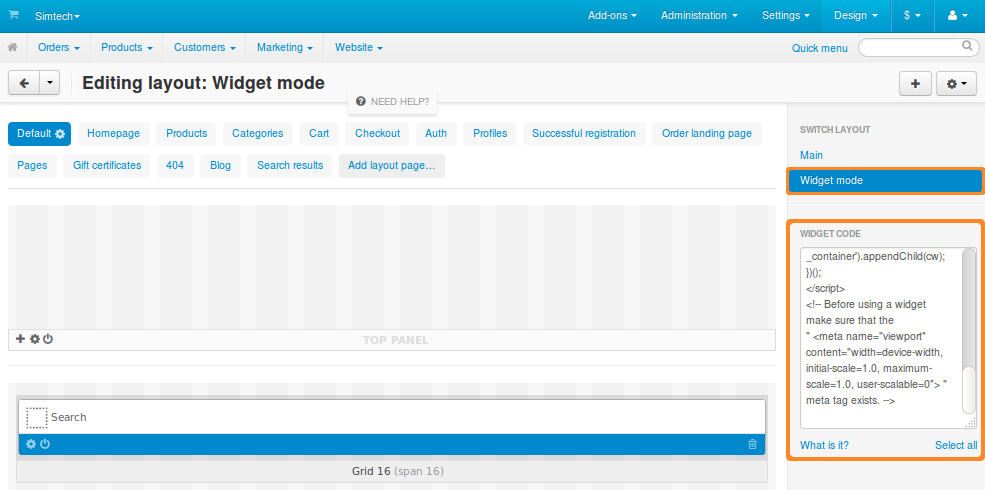 Simtech
Add-ons
Administration
Settings
Design
$
Orders
Products
Customers
Marketing
Website
Quick menu
Editing layout: Widget mode
NEED HELP?
Default
Homepage
Products
Categories
Cart
Checkout
Auth
Profiles
Successful registration
Order landing page
Pages
Gift certificates
404
Blog
Search results
Add layout page...
TOP PANEL
Search
Grid 16 (span 16)
SWITCH LAYOUT
Main
Widget mode
WIDGET CODE
_container').appendChild(cw);
})();
</script>
<!-- Before using a widget
make sure that the
" <meta name="viewport"
content="width=device-width,
initial-scale=1.0, maximum-
scale=1.0, user-scalable=0"> "
meta tag exists. -->
What is it?
Select all